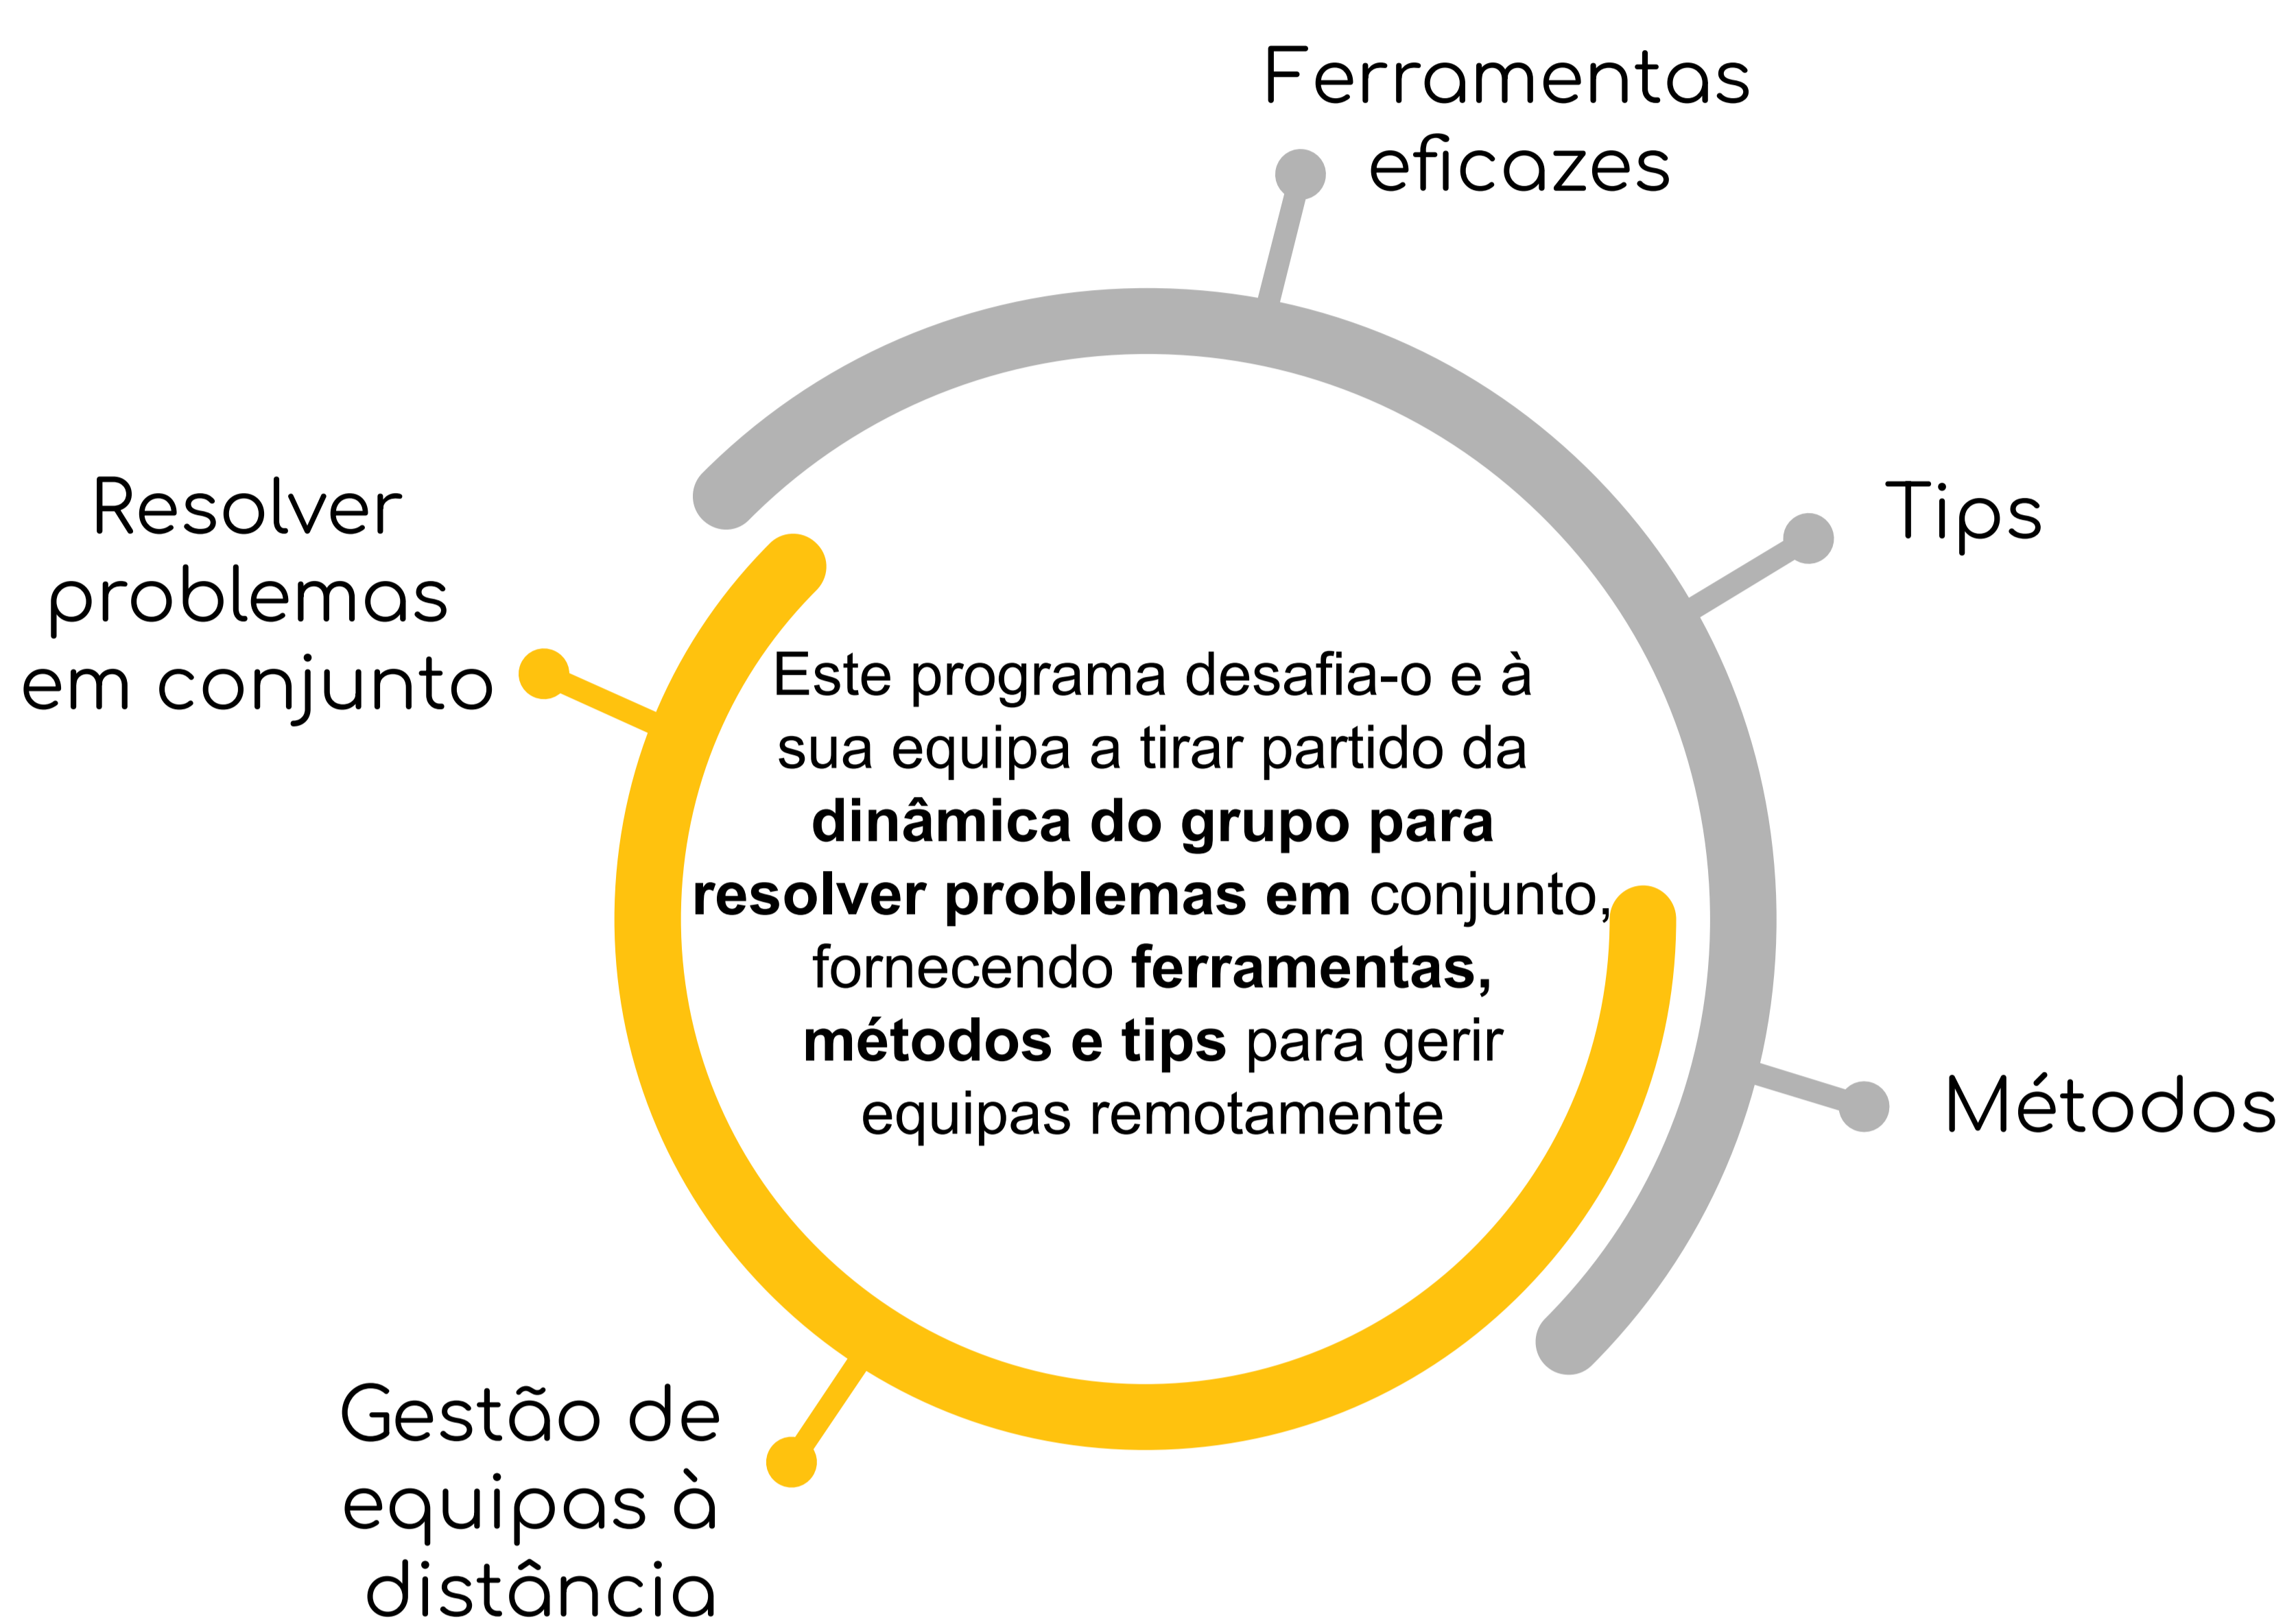 Ferramentas
eficazes
Tips
Resolver
problemas
em conjunto
Este programa desafia-o e à
sua equipa a tirar partido da
dinâmica do grupo para
resolver problemas em conjunto,
fornecendo ferramentas,
métodos e tips para gerir
equipas remotamente
Métodos
Gestão de
equipas à
distância